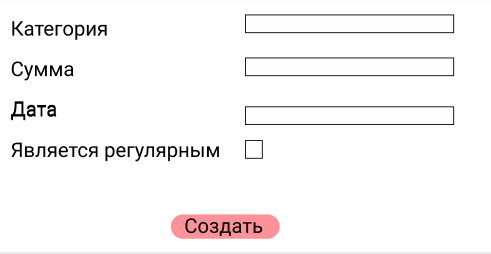 Категория
Сумма
Дата
Является регулярным
Создать